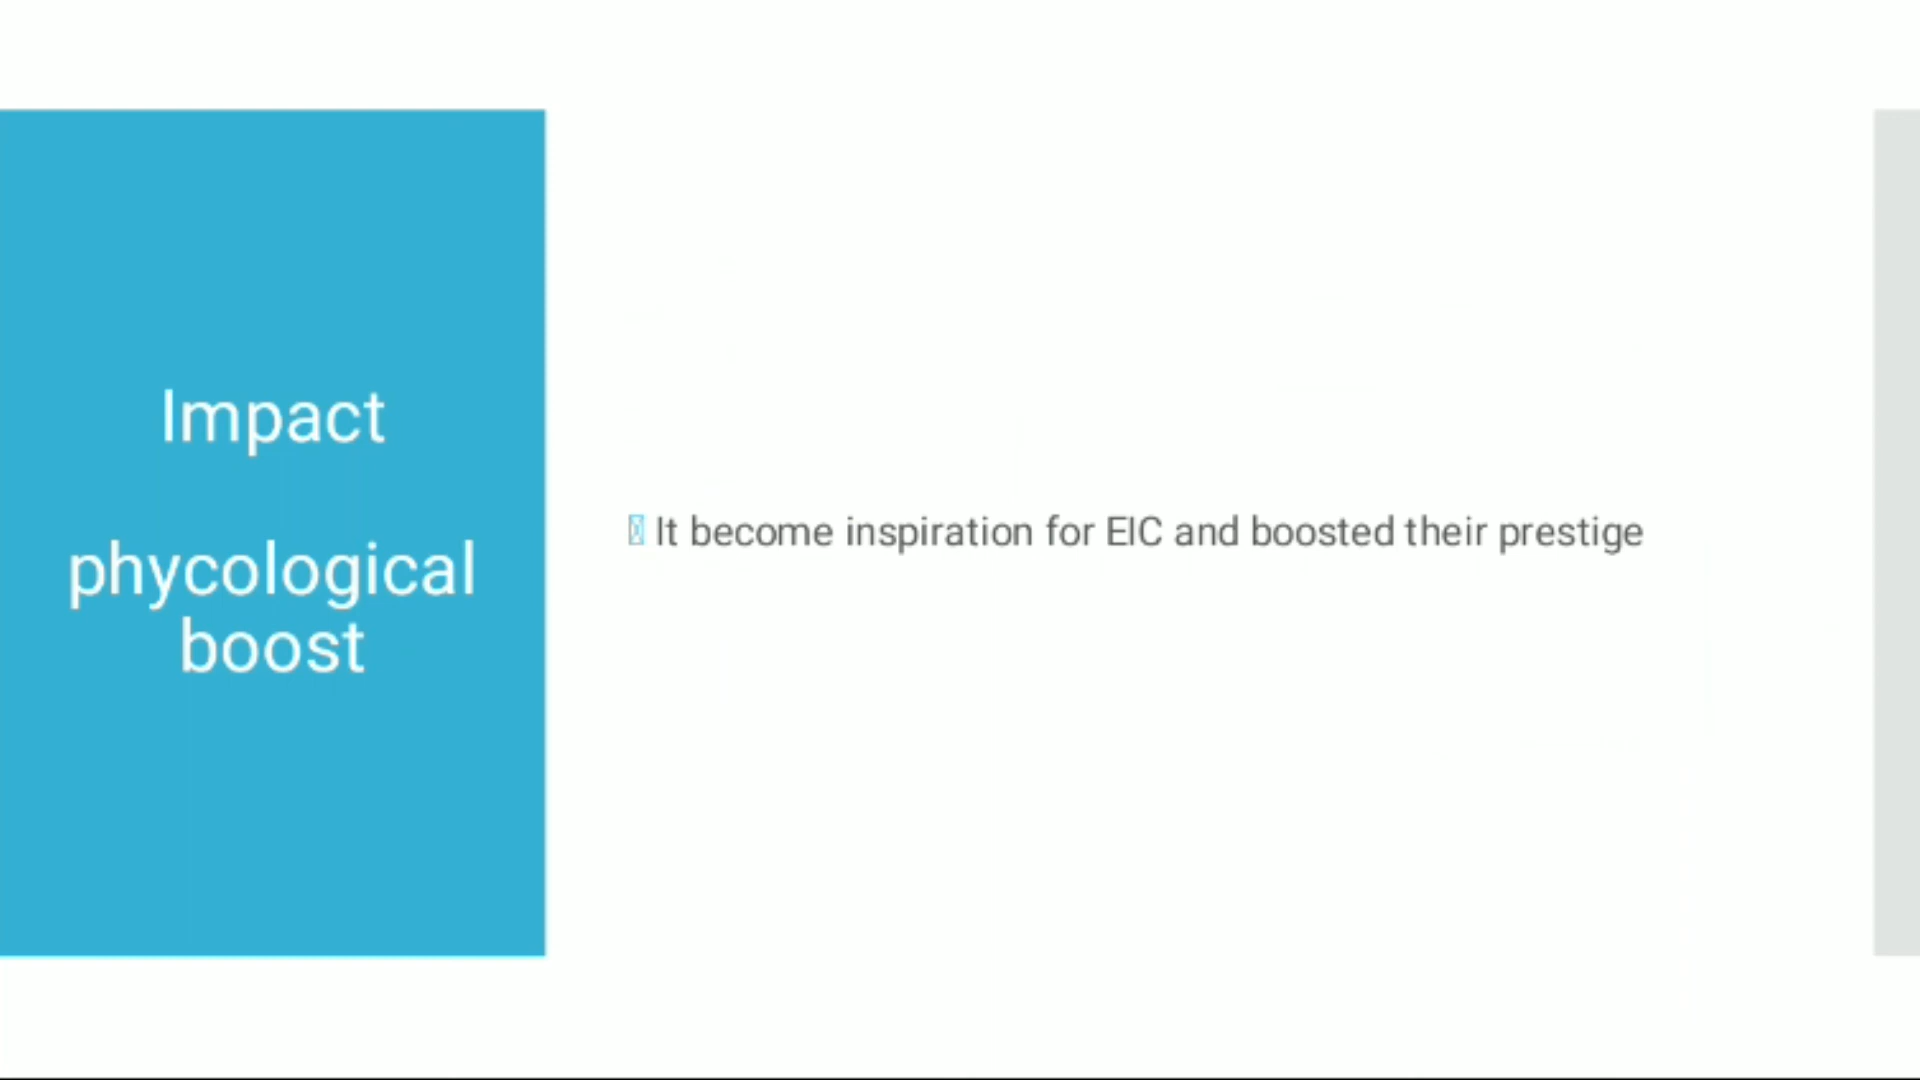 Impact
phycological
boost
It become inspiration for EIC and boosted their prestige